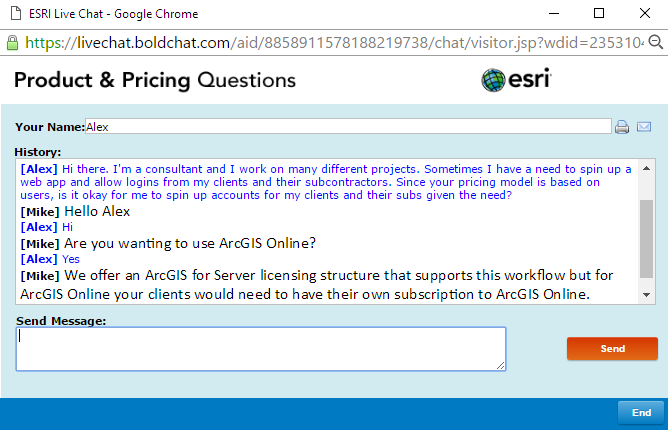 ESRI Live Chat - Google Chrome
https://livechat.boldchat.com/aid/8858911578188219738/chat/visitor.jsp?wdid=2353104
Product & Pricing Questions
esri
Your Name: Alex
History:
[Alex] Hi there. I'm a consultant and I work on many different projects. Sometimes I have a need to spin up a
web app and allow logins from my clients and their subcontractors. Since your pricing model is based on
users, is it okay for me to spin up accounts for my clients and their subs given the need?
[Mike] Hello Alex
[Alex] Hi
[Mike] Are you wanting to use ArcGIS Online?
[Alex] Yes
[Mike] We offer an ArcGIS for Server licensing structure that supports this workflow but for
ArcGIS Online your clients would need to have their own subscription to ArcGIS Online.
Send Message:
Send
End